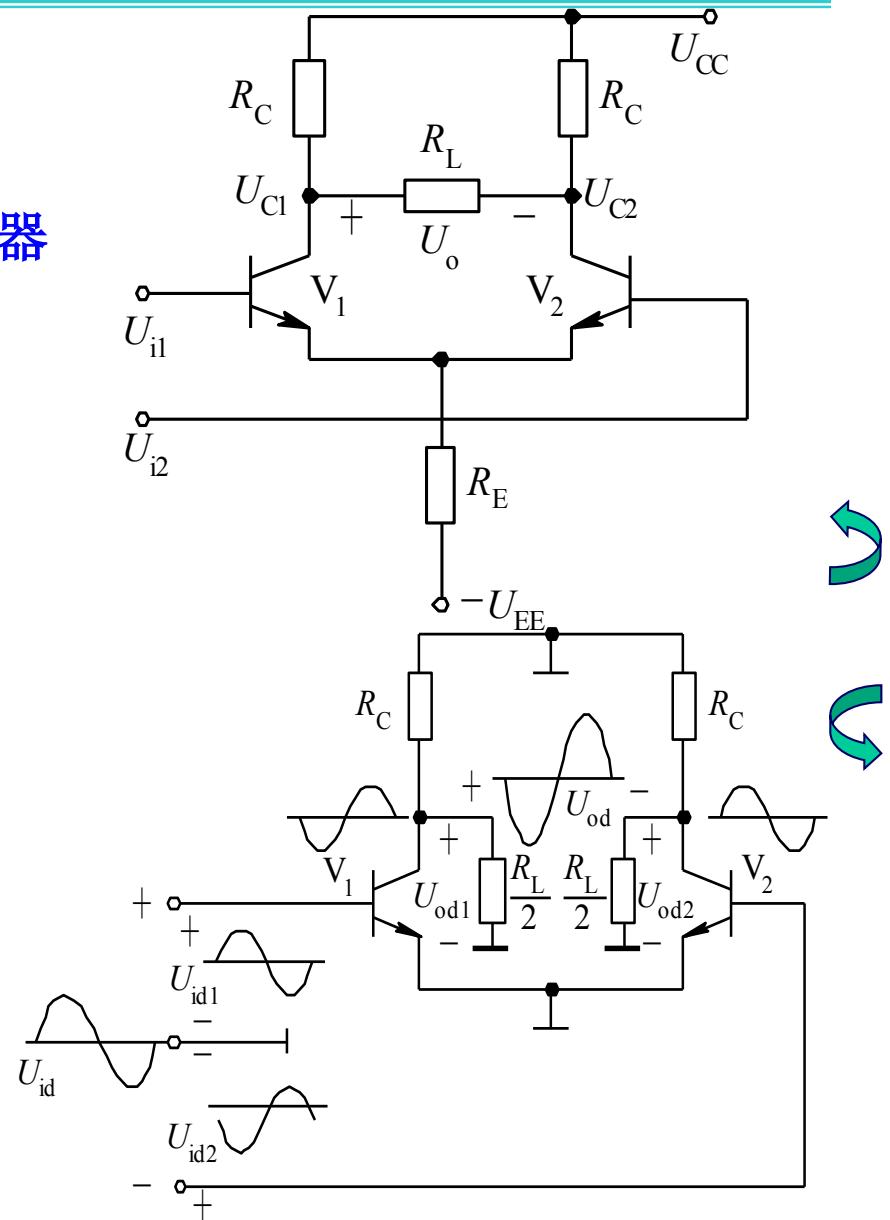 U_CC
R_C
R_C
R_L
U_C1
+
−
U_C2
U_o
器
V_1
V_2
U_i1
U_i2
R_E
−U_EE
R_C
R_C
+
U_od
−
+
+
V_1
V_2
U_od1
R_L/2
R_L/2
U_od2
+
−
−
+
U_id1
−
−
U_id
U_id2
−
+